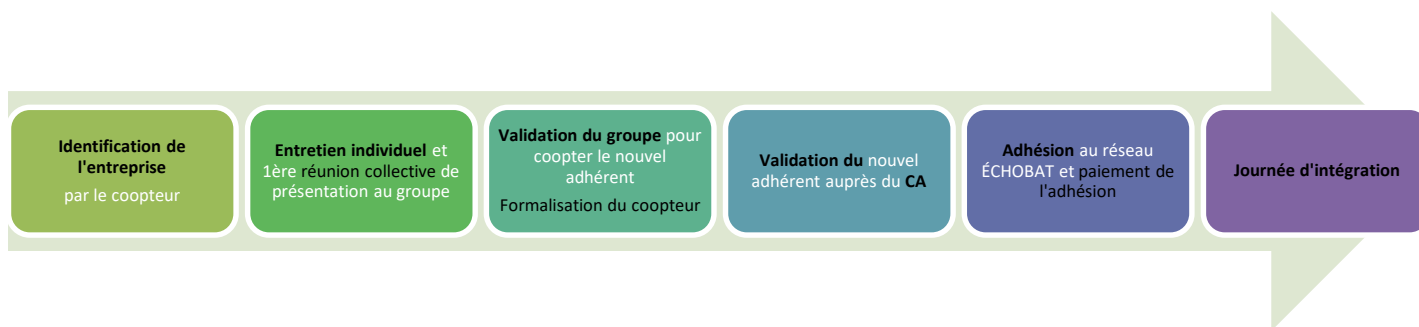 Identification de
l'entreprise
par le coopteur
Entretien individuel et
1ère réunion collective de
présentation au groupe
Validation du groupe pour
coopter le nouvel
adhérent
Formalisation du coopteur
Validation du nouvel
adhérent auprès du CA
Adhésion au réseau
ÉCHOBAT et paiement de
l'adhésion
Journée d'intégration